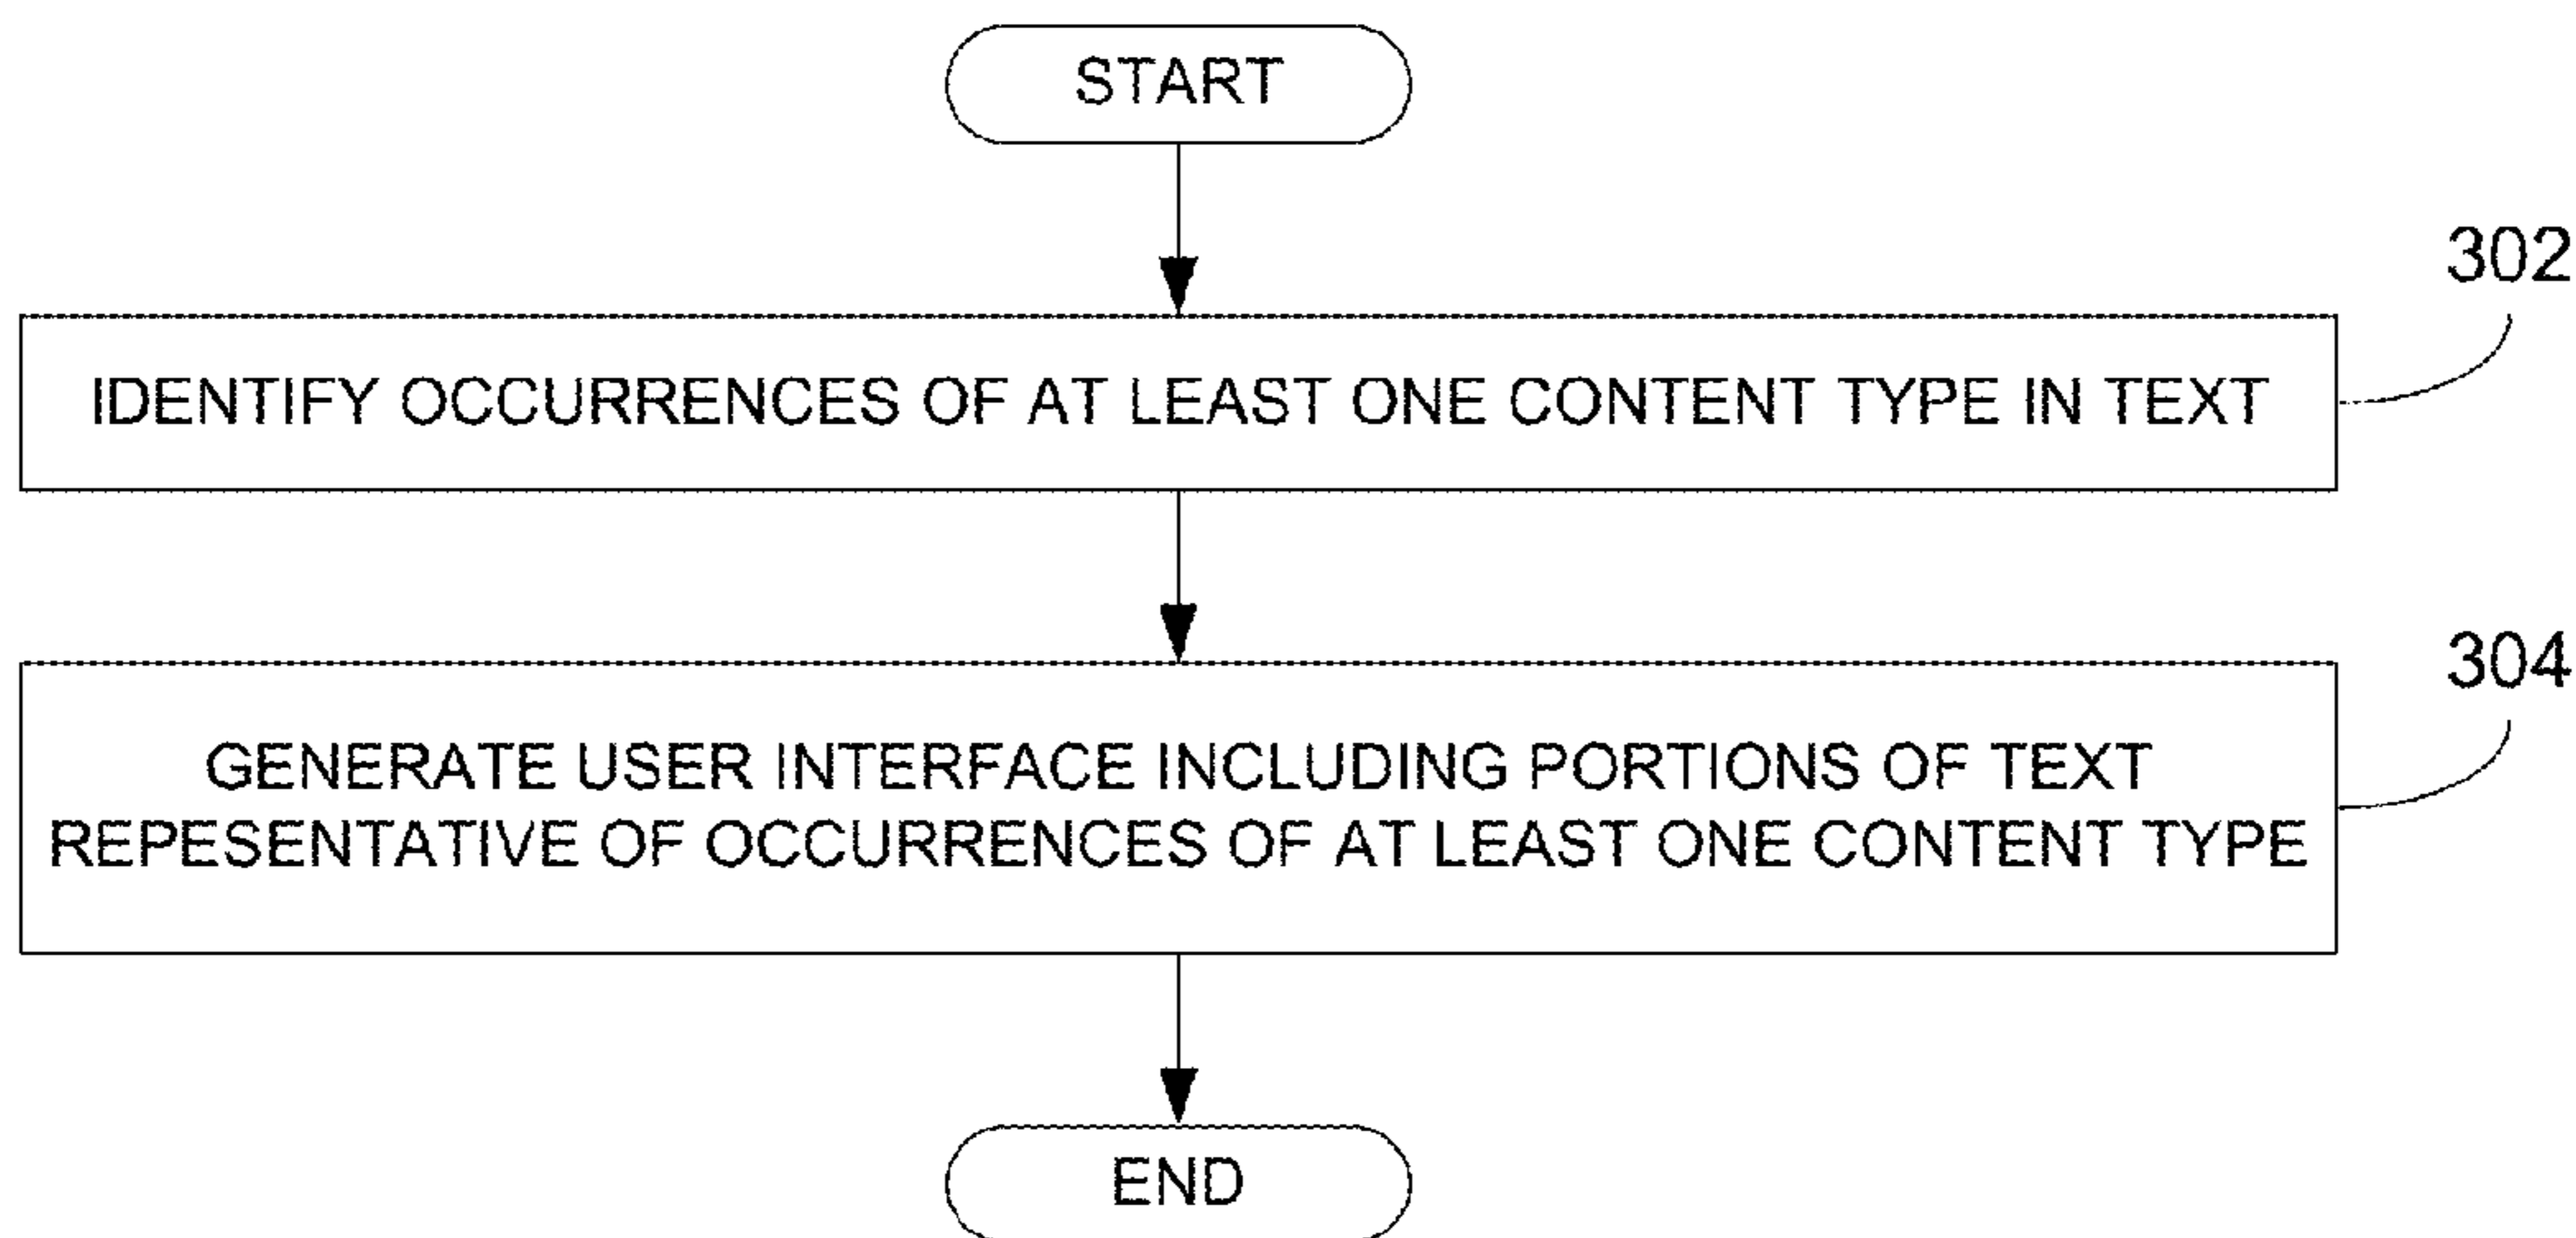 START
302
IDENTIFY OCCURRENCES OF AT LEAST ONE CONTENT TYPE IN TEXT
304
GENERATE USER INTERFACE INCLUDING PORTIONS OF TEXT
REPESENTATIVE OF OCCURRENCES OF AT LEAST ONE CONTENT TYPE
END